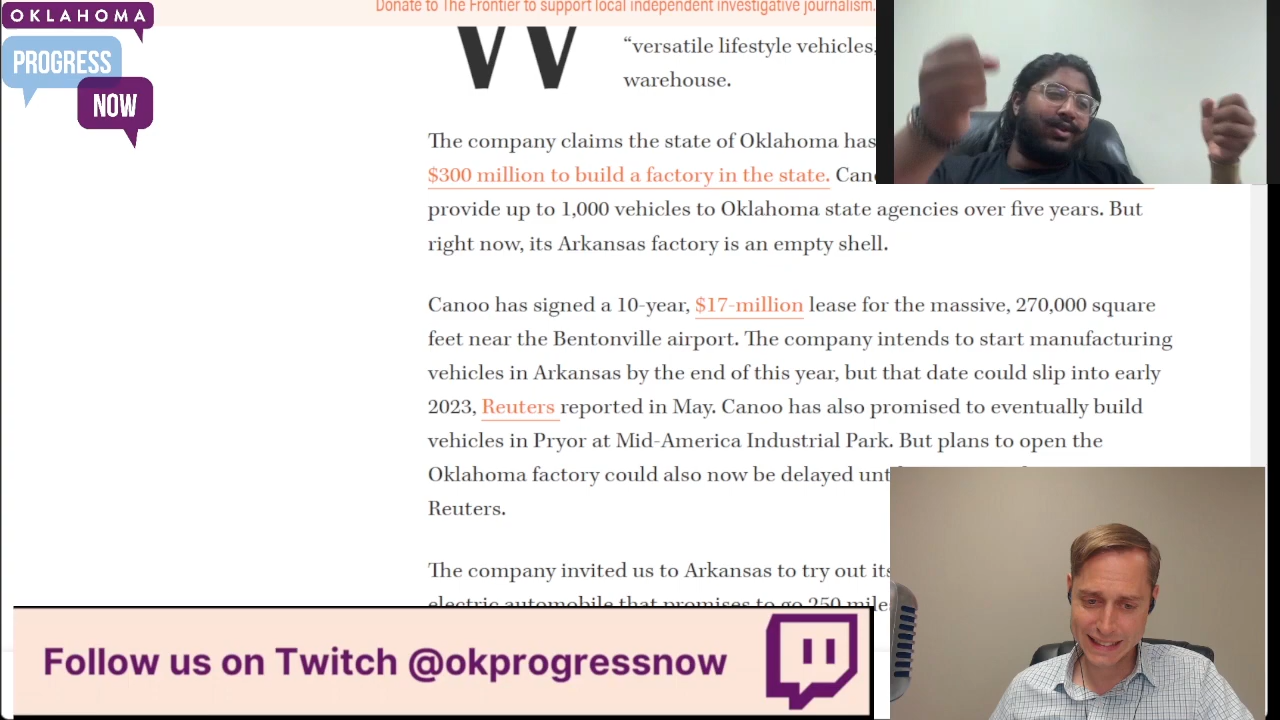 OKLAHOMA
PROGRESS
NOW
Donate to The Frontier to support local independent investigative journalism.
W
“versatile lifestyle vehicles,
warehouse.
The company claims the state of Oklahoma has
$300 million to build a factory in the state.
provide up to 1,000 vehicles to Oklahoma state agencies over five years. But
right now, its Arkansas factory is an empty shell.
Canoo has signed a 10-year, $17-million lease for the massive, 270,000 square
feet near the Bentonville airport. The company intends to start manufacturing
vehicles in Arkansas by the end of this year, but that date could slip into early
2023, Reuters reported in May. Canoo has also promised to eventually build
vehicles in Pryor at Mid-America Industrial Park. But plans to open the
Oklahoma factory could also now be delayed
Reuters.
The company invited us to Arkansas to try out its
electric automobile that promises to go 250
Follow us on Twitch @okprogressnow